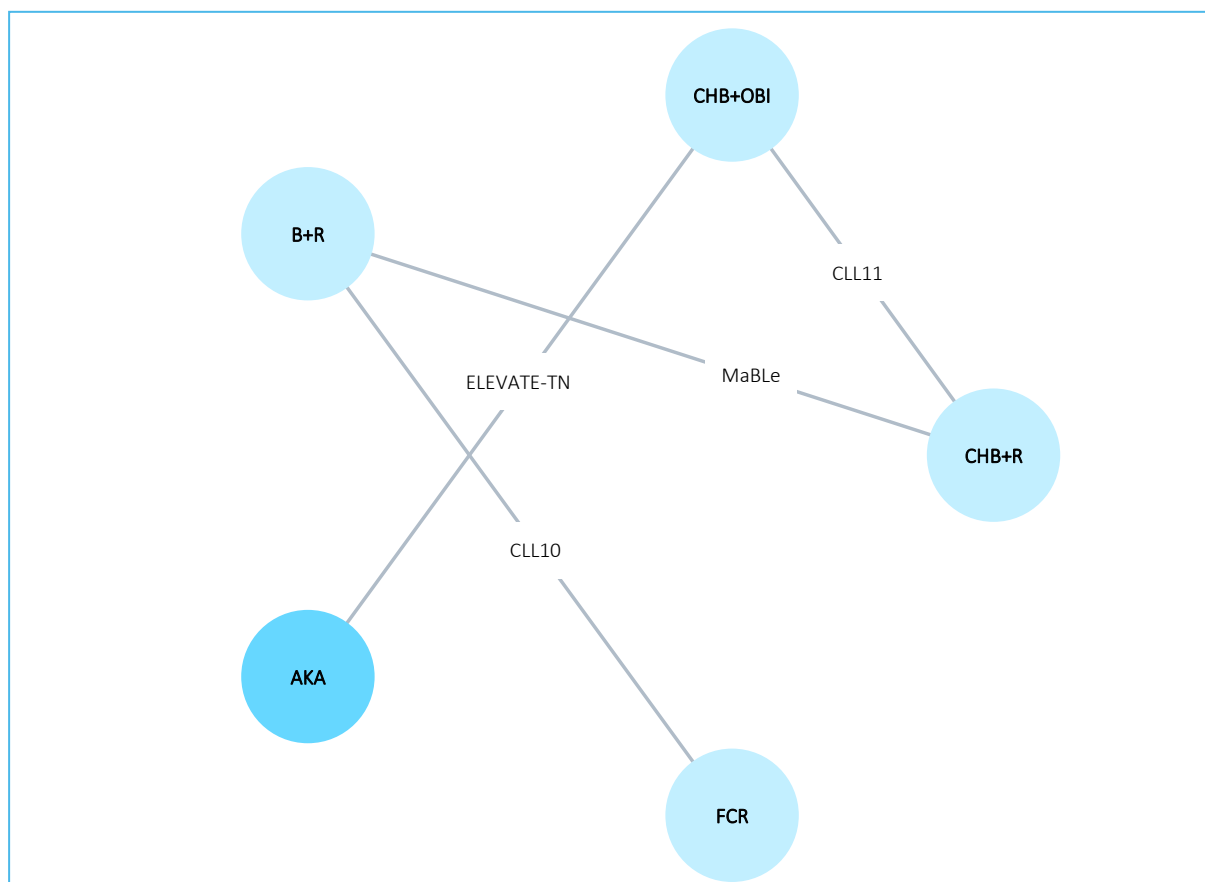 CHB+OBI
B+R
CLL11
ELEVATE-TN
MaBLe
CHB+R
CLL10
AKA
FCR